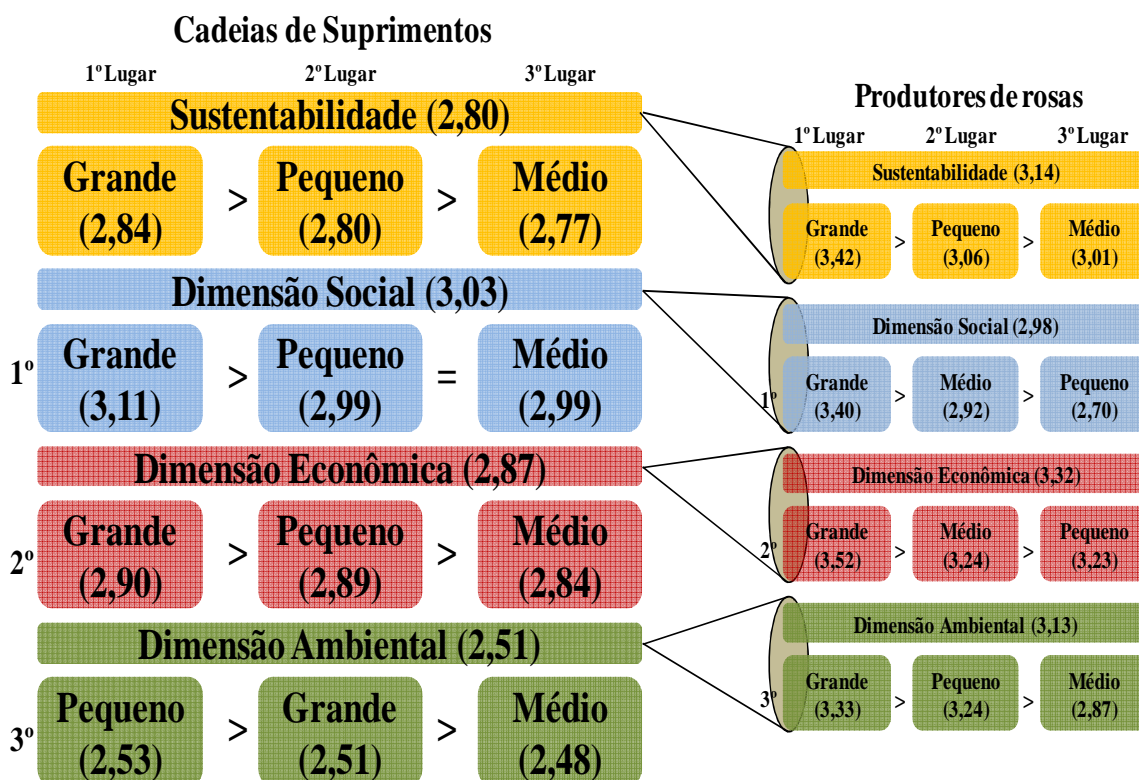 Cadeias de Suprimentos
1º Lugar 2º Lugar 3º Lugar
Sustentabilidade (2,80)
Grande > Pequeno > Médio
(2,84) (2,80) (2,77)
Dimensão Social (3,03)
1º
Grande > Pequeno = Médio
(3,11) (2,99) (2,99)
Dimensão Econômica (2,87)
2º
Grande > Pequeno > Médio
(2,90) (2,89) (2,84)
Dimensão Ambiental (2,51)
3º
Pequeno > Grande > Médio
(2,53) (2,51) (2,48)
Produtores de rosas
1º Lugar 2º Lugar 3º Lugar
Sustentabilidade (3,14)
Grande > Pequeno > Médio
(3,42) (3,06) (3,01)
Dimensão Social (2,98)
1º
Grande > Médio > Pequeno
(3,40) (2,92) (2,70)
Dimensão Econômica (3,32)
2º
Grande > Médio > Pequeno
(3,52) (3,24) (3,23)
Dimensão Ambiental (3,13)
3º
Grande > Pequeno > Médio
(3,33) (3,24) (2,87)